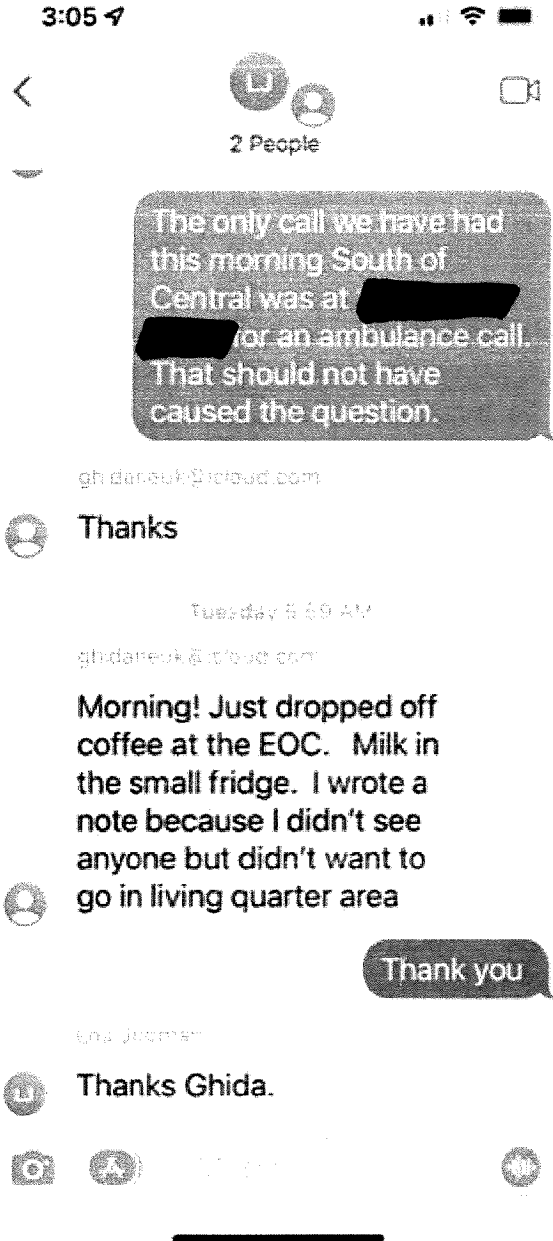 3:05
2 People
The only call we have had
this morning South of
Central was at
for an ambulance call.
That should not have
caused the question.
Thanks
Tuesday AM
Morning! Just dropped off
coffee at the EOC. Milk in
the small fridge. I wrote a
note because I didn't see
anyone but didn't want to
go in living quarter area
Thank you
Thanks Ghida.